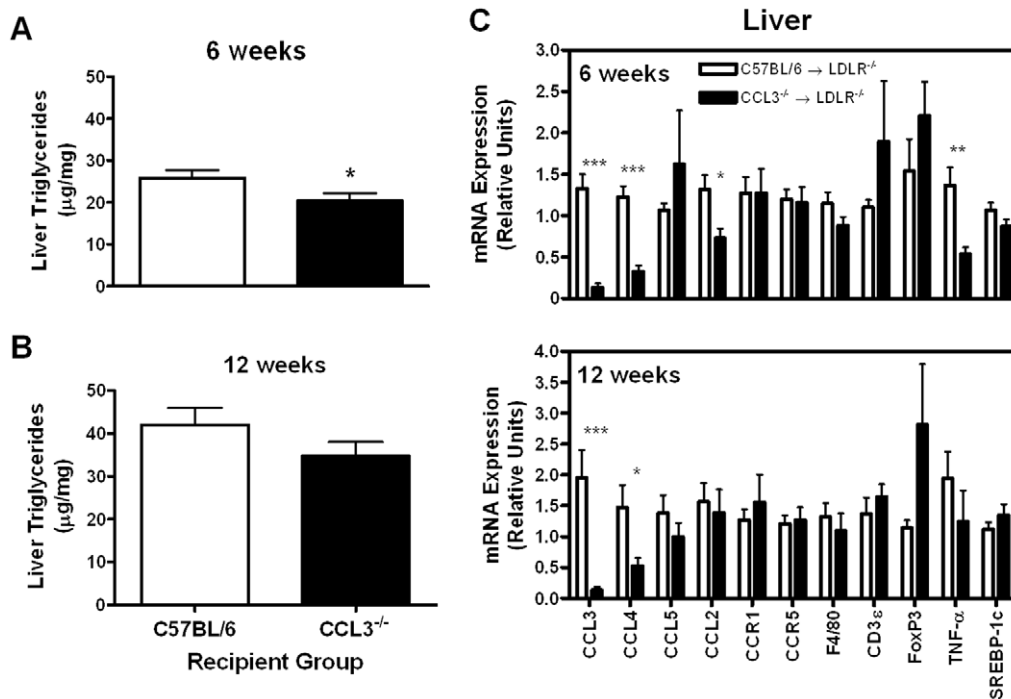 A
6 weeks
50
40
30
20
10
0
Liver Triglycerides
(μg/mg)
*
B
12 weeks
50
40
30
20
10
0
Liver Triglycerides
(μg/mg)
C57BL/6
CCL3-/-
Recipient Group
C
Liver
3.0
2.5
2.0
1.5
1.0
0.5
0
mRNA Expression
(Relative Units)
6 weeks
C57BL/6 → LDLR-/-
CCL3-/- → LDLR-/-
***
***
*
**
4.0
3.5
3.0
2.5
2.0
1.5
1.0
0.5
0.0
mRNA Expression
(Relative Units)
12 weeks
***
*
CCL3
CCL4
CCL5
CCL2
CCR1
CCR5
F4/80
CD3ε
FoxP3
TNF-α
SREBP-1c